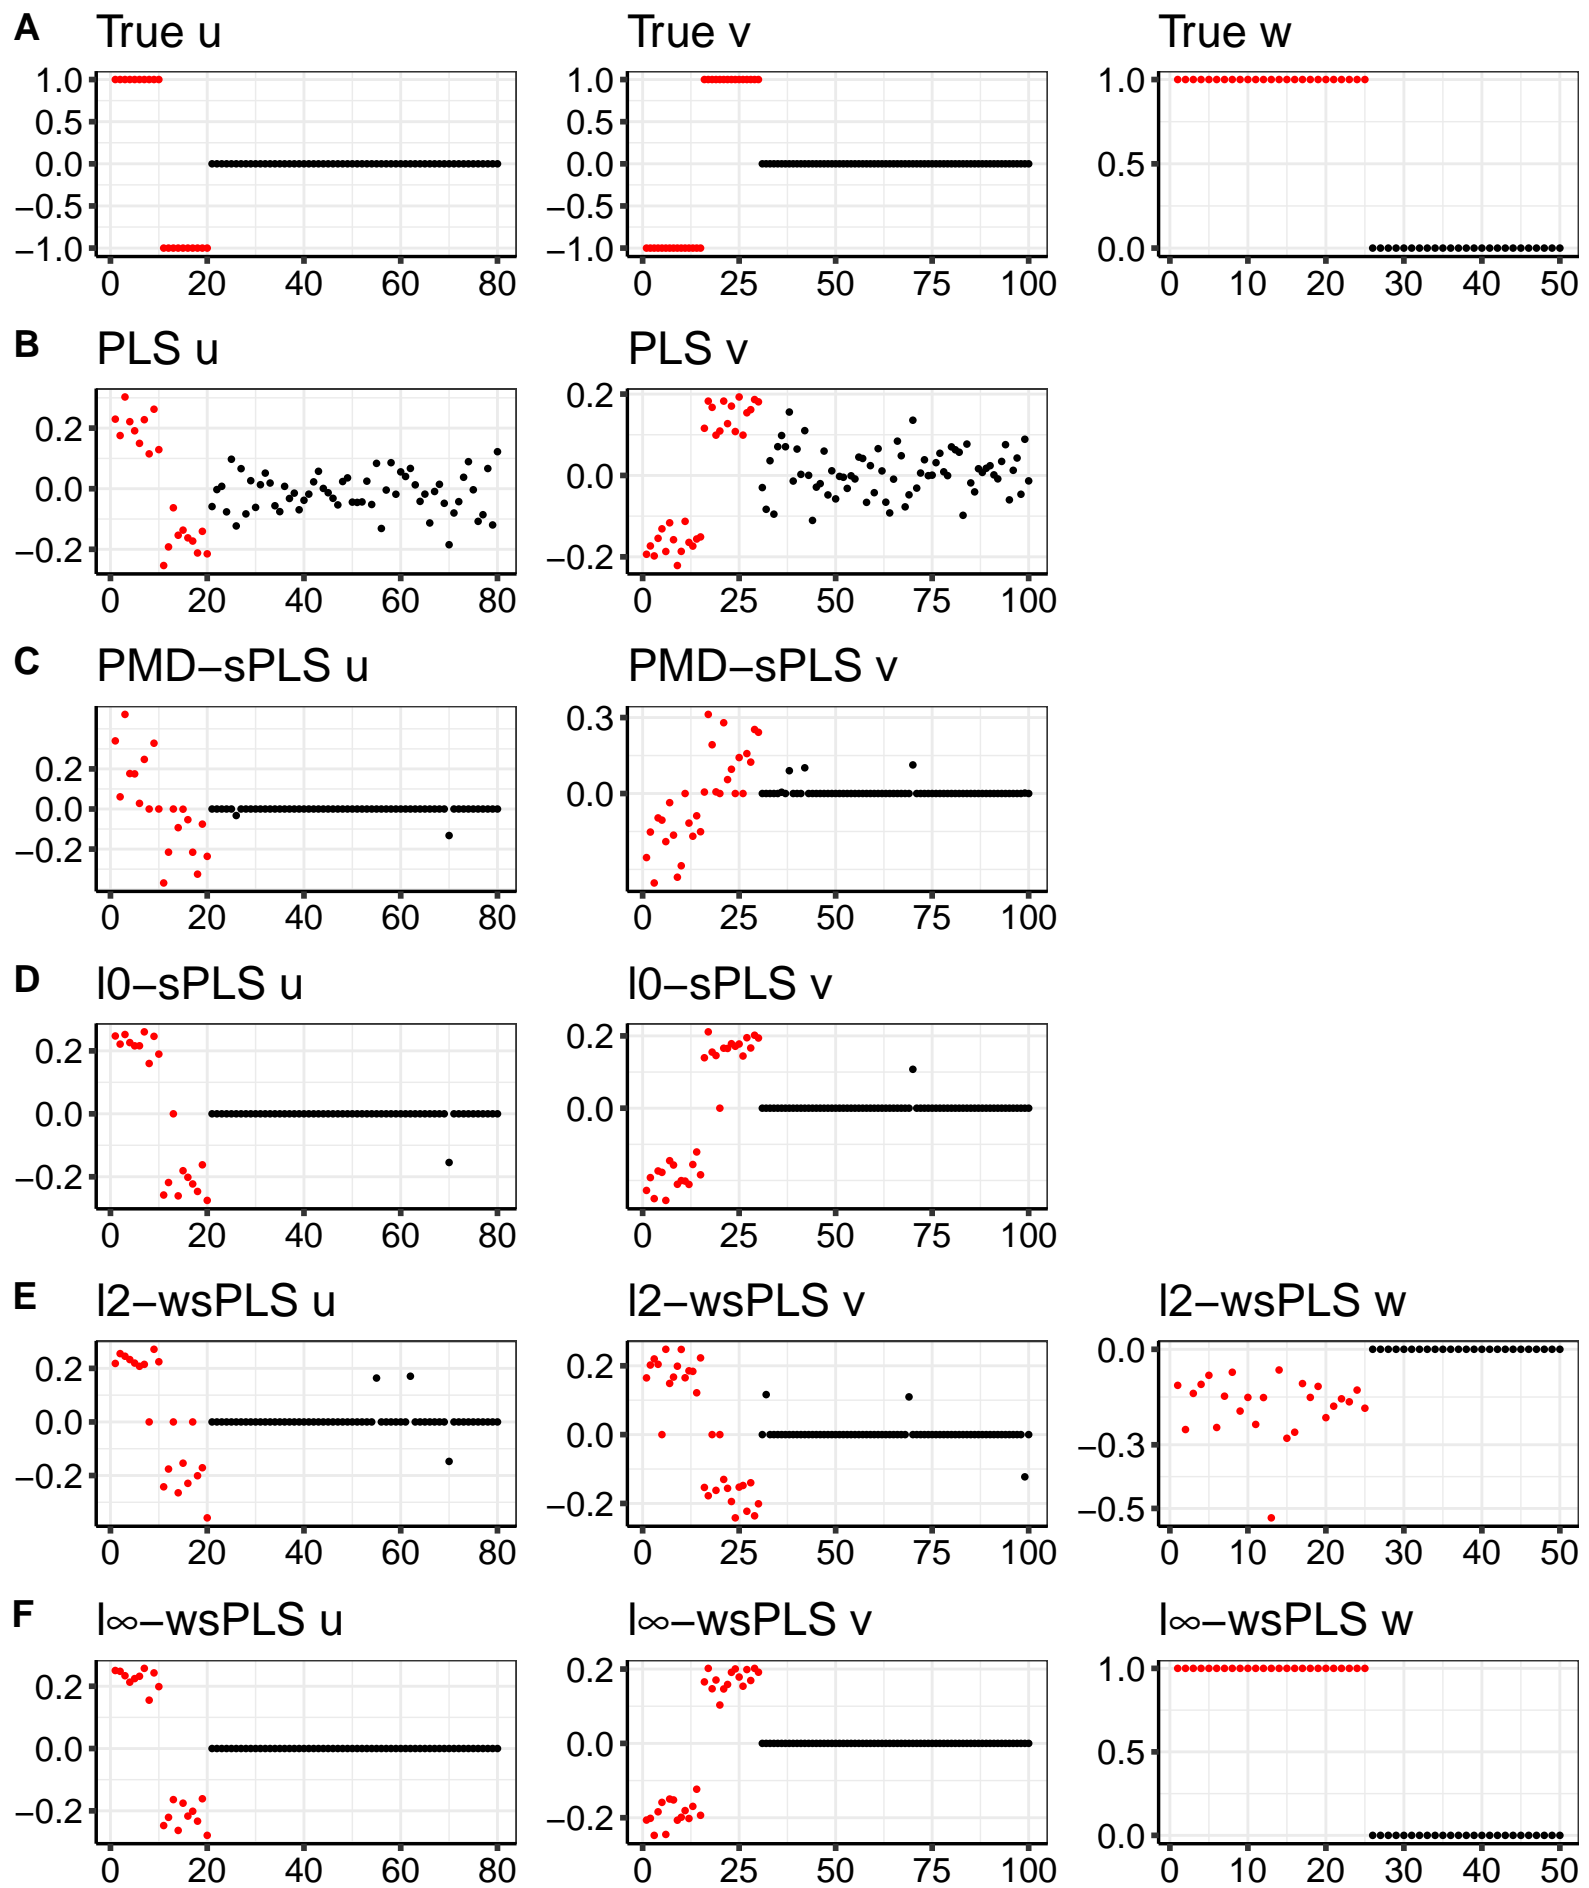 A True u True v True w
1.0 1.0 1.0
0.5 0.5
0.0 0.0 0.5
−0.5 −0.5
−1.0 −1.0 0.0
0 20 40 60 80 0 25 50 75 100 0 10 20 30 40 50
B PLS u PLS v
0.2 0.2
0.0 0.0
−0.2 −0.2
0 20 40 60 80 0 25 50 75 100
C PMD−sPLS u PMD−sPLS v
0.3
0.2
0.0 0.0
−0.2
0 20 40 60 80 0 25 50 75 100
D l0−sPLS u l0−sPLS v
0.2 0.2
0.0 0.0
−0.2
0 20 40 60 80 0 25 50 75 100
E l2−wsPLS u l2−wsPLS v l2−wsPLS w
0.2 0.2 0.0
0.0 0.0 −0.3
−0.2 −0.2 −0.5
0 20 40 60 80 0 25 50 75 100 0 10 20 30 40 50
F l∞−wsPLS u l∞−wsPLS v l∞−wsPLS w
0.2 0.2 1.0
0.0 0.0 0.5
−0.2 −0.2 0.0
0 20 40 60 80 0 25 50 75 100 0 10 20 30 40 50